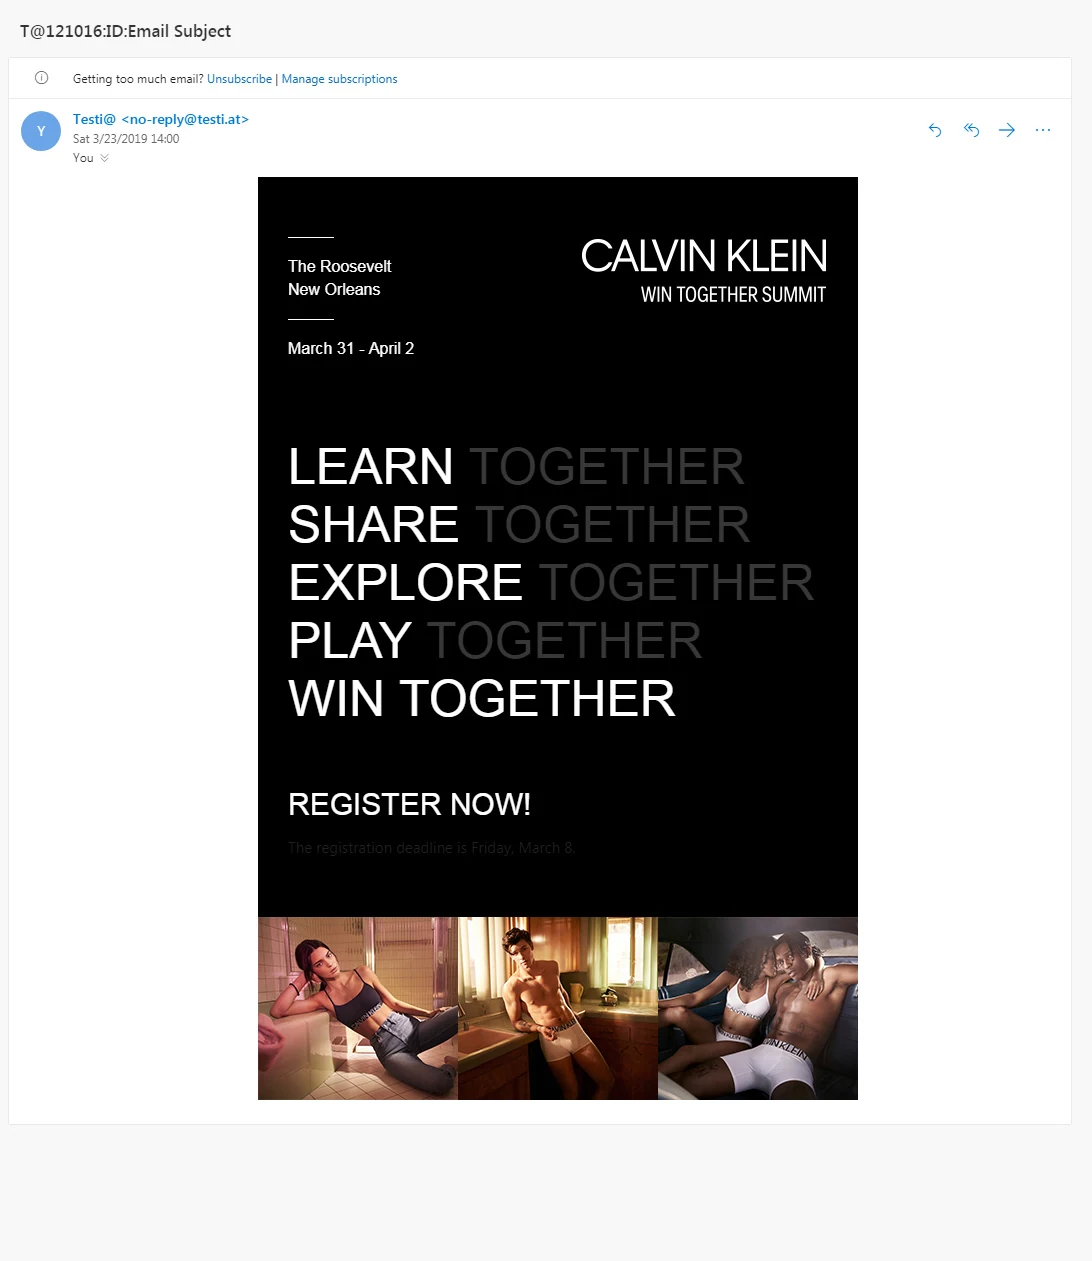 T@121016:ID:Email Subject
Getting too much email? Unsubscribe | Manage subscriptions
Y
Testi@ <no-reply@testi.at>
Sat 3/23/2019 14:00
You
The Roosevelt
New Orleans
March 31 - April 2
CALVIN KLEIN
WIN TOGETHER SUMMIT
LEARN TOGETHER
SHARE TOGETHER
EXPLORE TOGETHER
PLAY TOGETHER
WIN TOGETHER
REGISTER NOW!
The registration deadline is Friday, March 8.